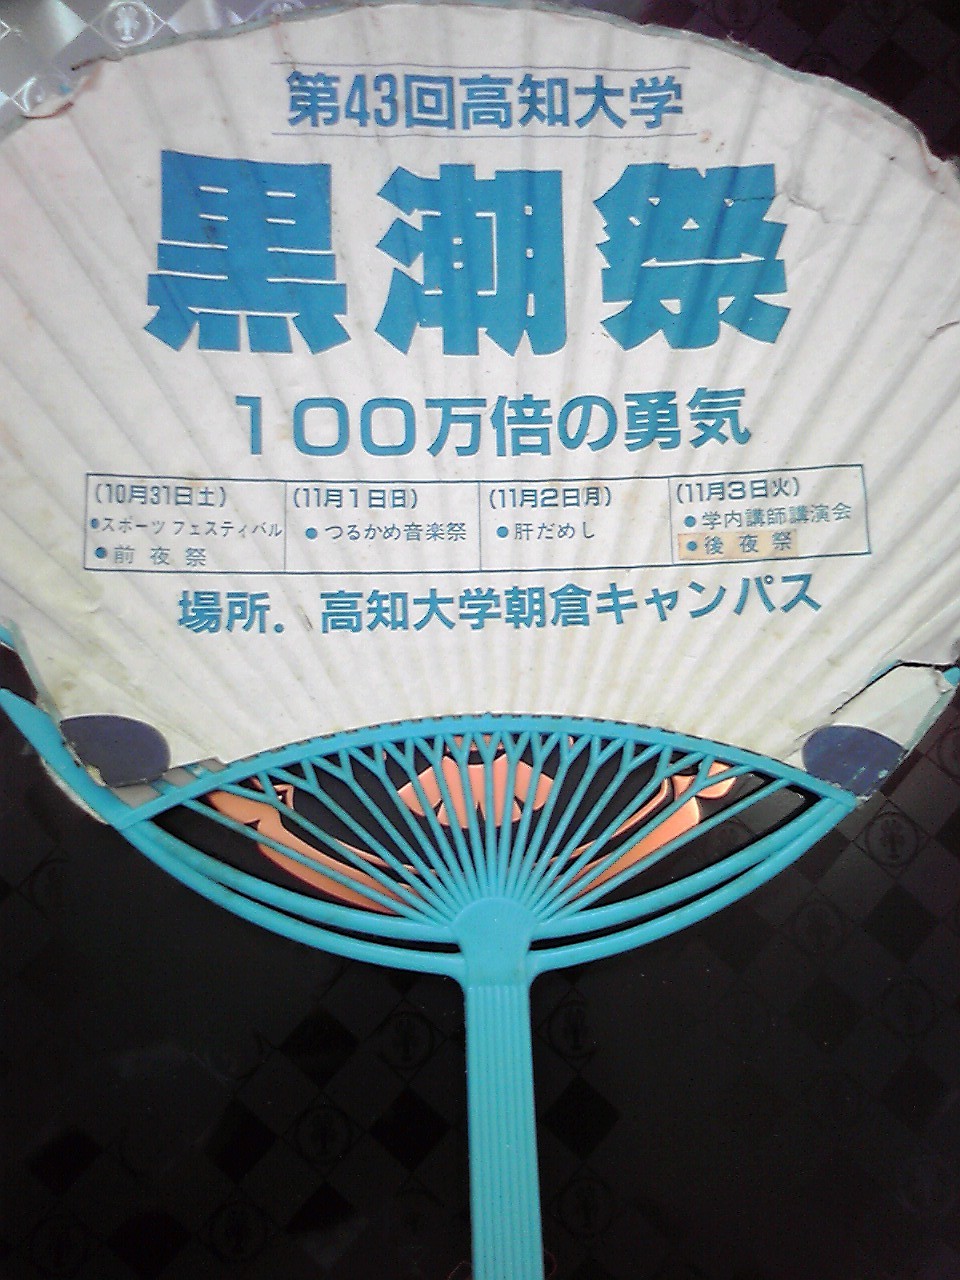 第43回高知大学
黒潮祭
100万倍の勇気
(10月31日土)
●スポーツフェスティバル
●前夜祭
(11月1日(日)
●つるかめ音楽祭
(11月2日(月)
●肝だめし
(11月3日火)
●学内講師講演会
●後夜祭
場所．高知大学朝倉キャンパス